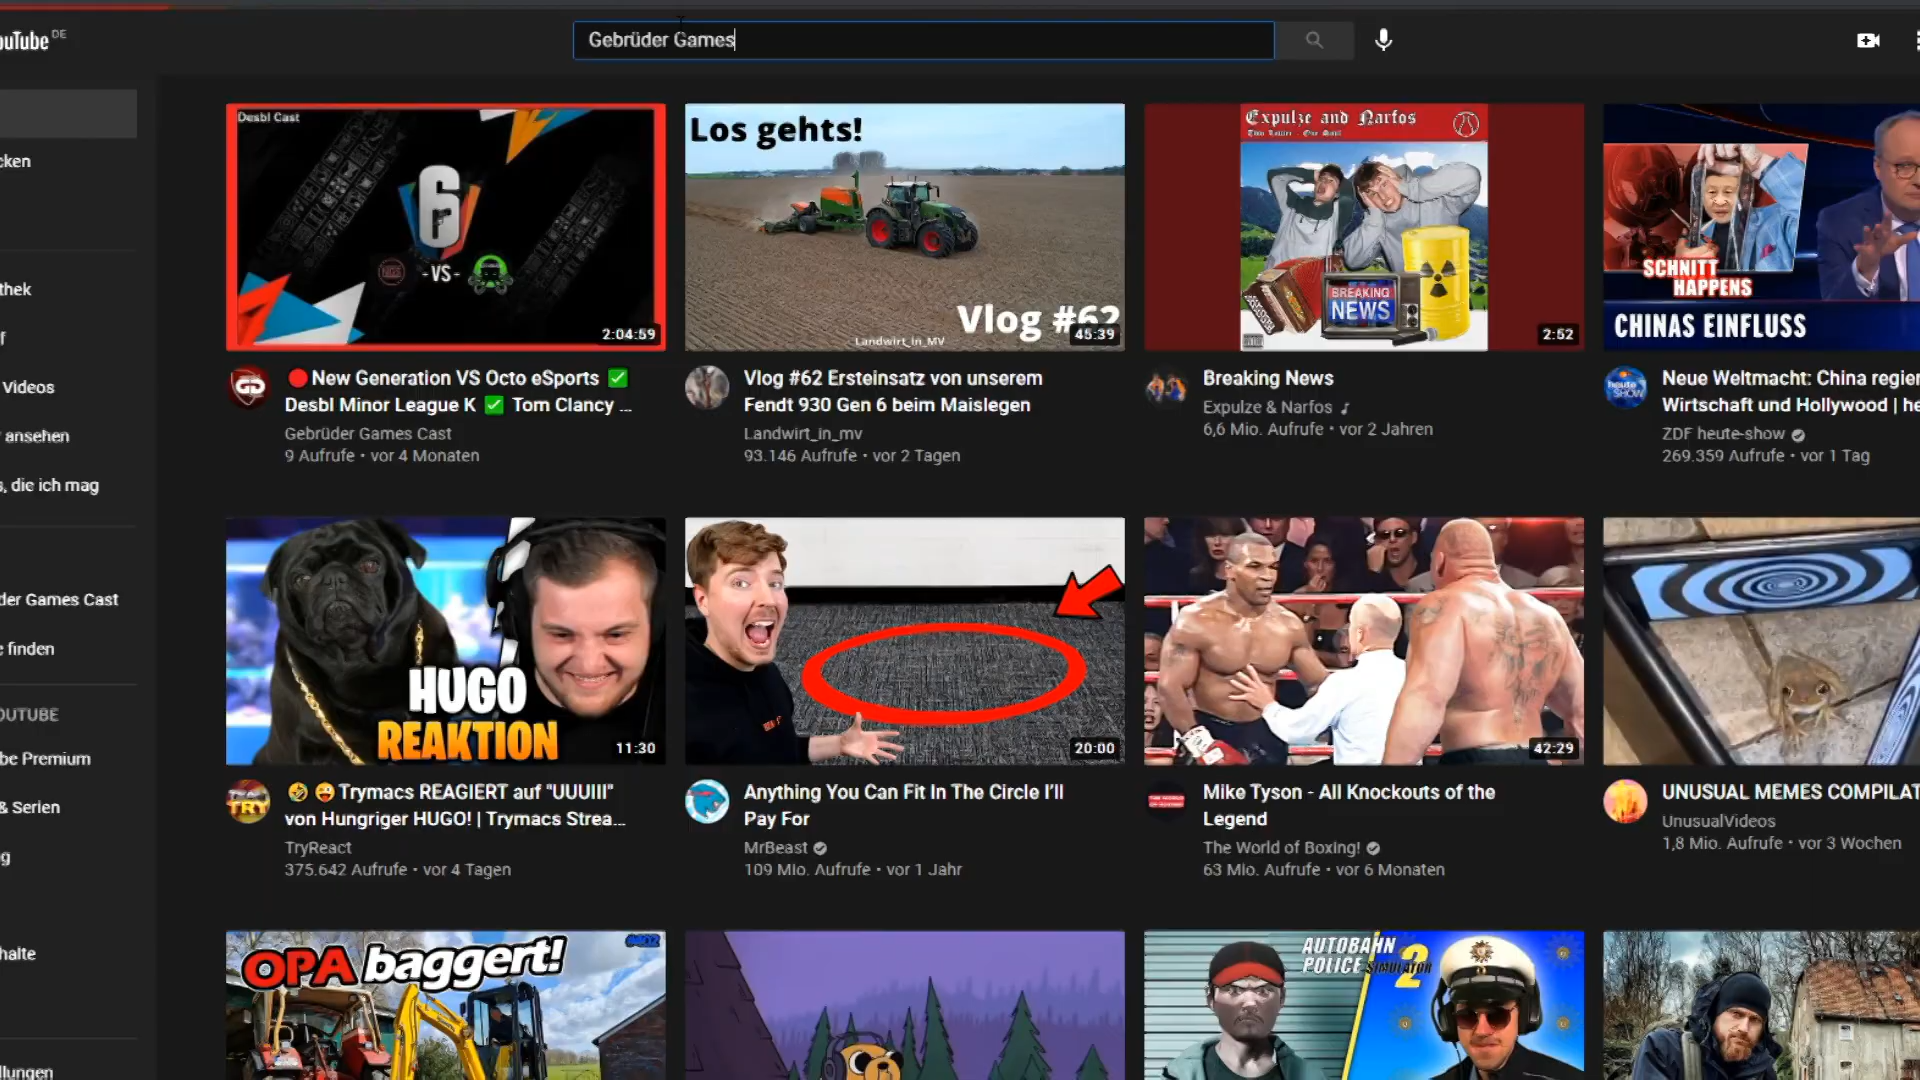 ouTube DE
Gebrüder Games
cken
thek
f
Videos
ansehen
s, die ich mag
der Games Cast
e finden
OUTUBE
be Premium
& Serien
g
halte
llungen
Desbl Cast
6
-VS-
2:04:59
New Generation VS Octo eSports
Desbl Minor League K Tom Clancy ...
Gebrüder Games Cast
9 Aufrufe • vor 4 Monaten
Los gehts!
Vlog #62
Landwirt_in_MV
45:39
Vlog #62 Ersteinsatz von unserem
Fendt 930 Gen 6 beim Maislegen
Landwirt_in_mv
93.146 Aufrufe • vor 2 Tagen
Expulze and Narfos
BREAKING
NEWS
2:52
Breaking News
Expulze & Narfos
6,6 Mio. Aufrufe • vor 2 Jahren
SCHNITT
HAPPENS
CHINAS EINFLUSS
heute
SHOW
Neue Weltmacht: China regier
Wirtschaft und Hollywood | he
ZDF heute-show
269.359 Aufrufe • vor 1 Tag
HUGO
REAKTION
11:30
TRY
Trymacs REAGIERT auf "UUUIII"
von Hungriger HUGO! | Trymacs Strea...
TryReact
375.642 Aufrufe • vor 4 Tagen
20:00
Anything You Can Fit In The Circle I'll
Pay For
MrBeast
109 Mio. Aufrufe • vor 1 Jahr
42:29
Mike Tyson - All Knockouts of the
Legend
The World of Boxing!
63 Mio. Aufrufe • vor 6 Monaten
UNUSUAL MEMES COMPILAT
UnusualVideos
1,8 Mio. Aufrufe • vor 3 Wochen
OPA baggert!
AUTOBAHN
POLICE SIMULATOR
2